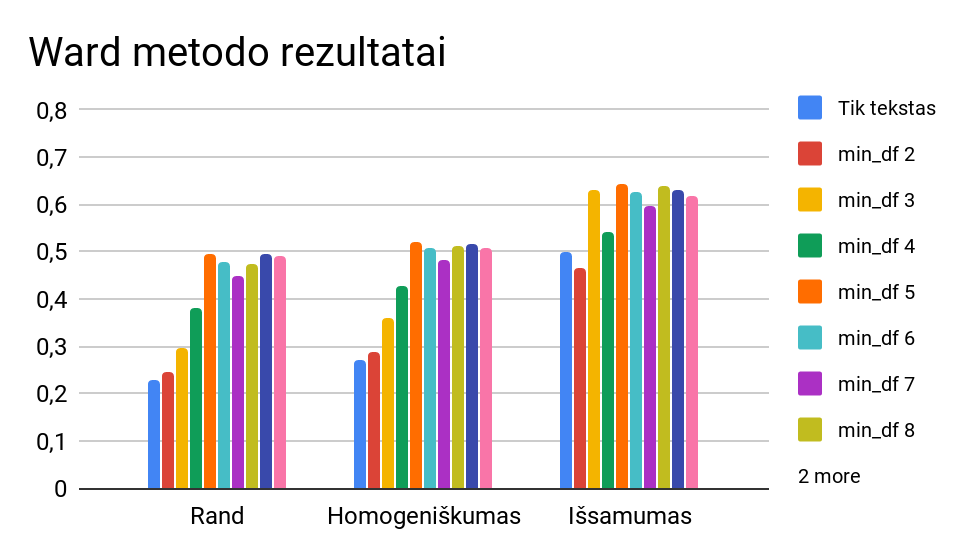 Ward metodo rezultatai
0,8
0,7
0,6
0,5
0,4
0,3
0,2
0,1
0
Rand
Homogeniškumas
Išsamumas
Tik tekstas
min_df 2
min_df 3
min_df 4
min_df 5
min_df 6
min_df 7
min_df 8
2 more